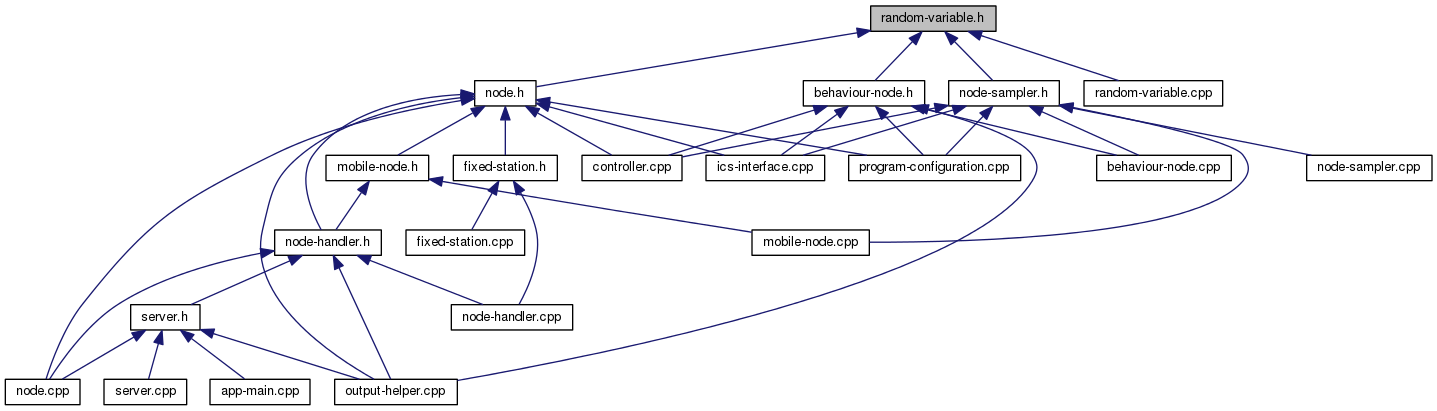 random-variable.h
node.h
behaviour-node.h
node-sampler.h
random-variable.cpp
mobile-node.h
fixed-station.h
controller.cpp
ics-interface.cpp
program-configuration.cpp
behaviour-node.cpp
node-sampler.cpp
node-handler.h
fixed-station.cpp
mobile-node.cpp
server.h
node-handler.cpp
node.cpp
server.cpp
app-main.cpp
output-helper.cpp